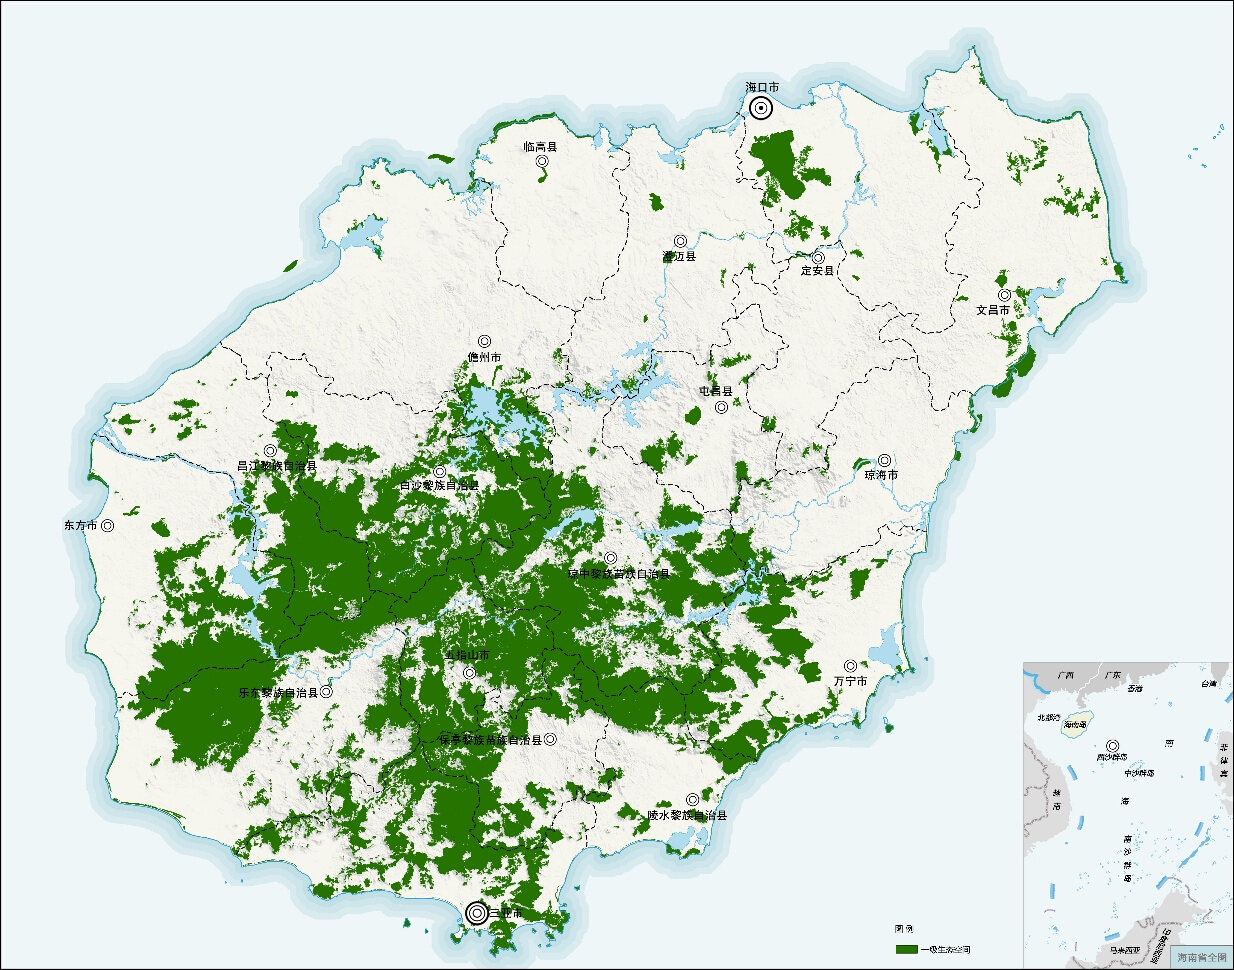 海口市
临高县
澄迈县
定安县
文昌市
儋州市
屯昌县
昌江黎族自治县
白沙黎族自治县
琼海市
东方市
琼中黎族苗族自治县
五指山市
乐东黎族自治县
万宁市
保亭黎族苗族自治县
陵水黎族自治县
三亚市
图例
一级生态空间
广西
广东
香港
台湾
北部湾
海南岛
西沙群岛
中沙群岛
南
海
越南
菲律宾
南沙群岛
马来西亚
海南省全图